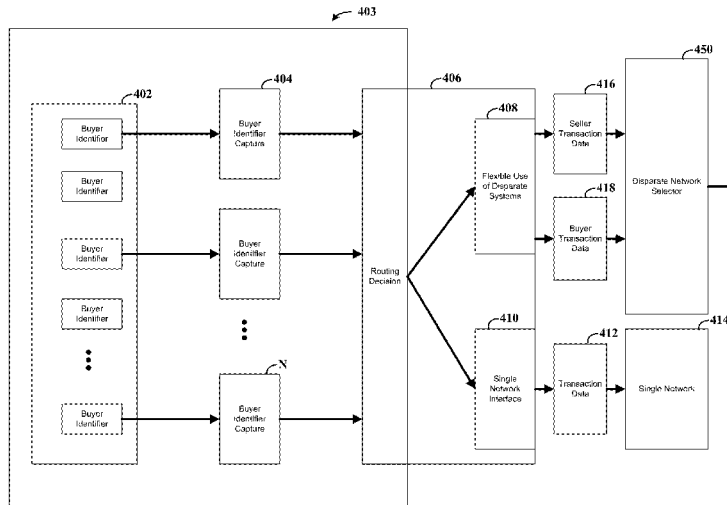 403
402
404
406
408
416
450
Buyer
Identifier
Buyer
Identifier
Buyer
Identifier
Buyer
Identifier
Buyer
Identifier
Buyer
Identifier
Capture
Buyer
Identifier
Capture
N
Buyer
Identifier
Capture
Routing
Decision
Flexible Use
of Disparate
Systems
410
Single
Network
Interface
Seller
Transaction
Data
418
Buyer
Transaction
Data
412
Transaction
Data
Disparate Network
Selector
414
Single Network